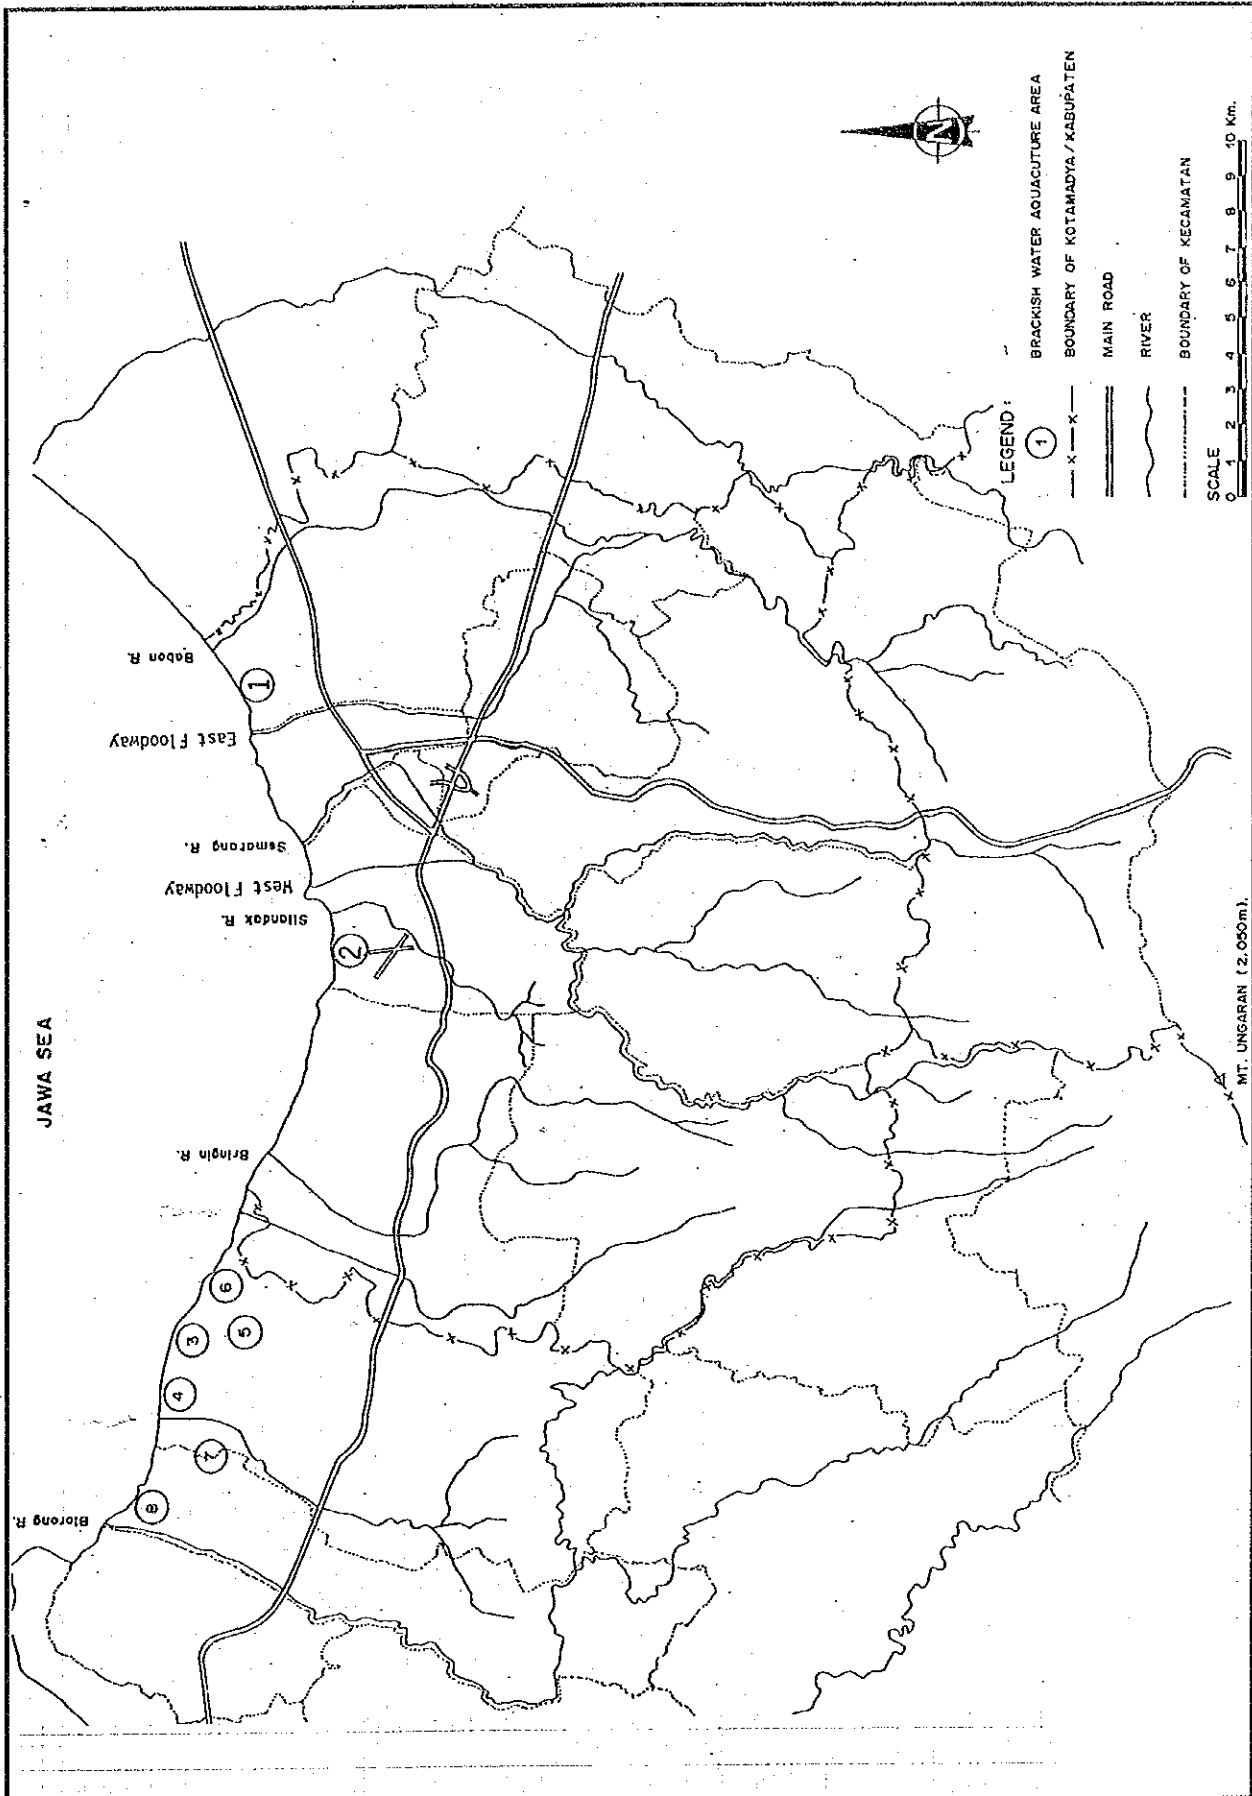 JAWA SEA
Blorong R.
Bringin R.
Silandak R.
West Floodway
Semarang R.
East Floodway
Babon R.
8
7
4
3
5
6
2
1
N
MT. UNGARAN (2.050m).
LEGEND:
1 BRACKISH WATER AQUACUTURE AREA
x x BOUNDARY OF KOTAMADYA / KABUPATEN
MAIN ROAD
RIVER
BOUNDARY OF KECAMATAN
SCALE
0 1 2 3 4 5 6 7 8 9 10 Km.